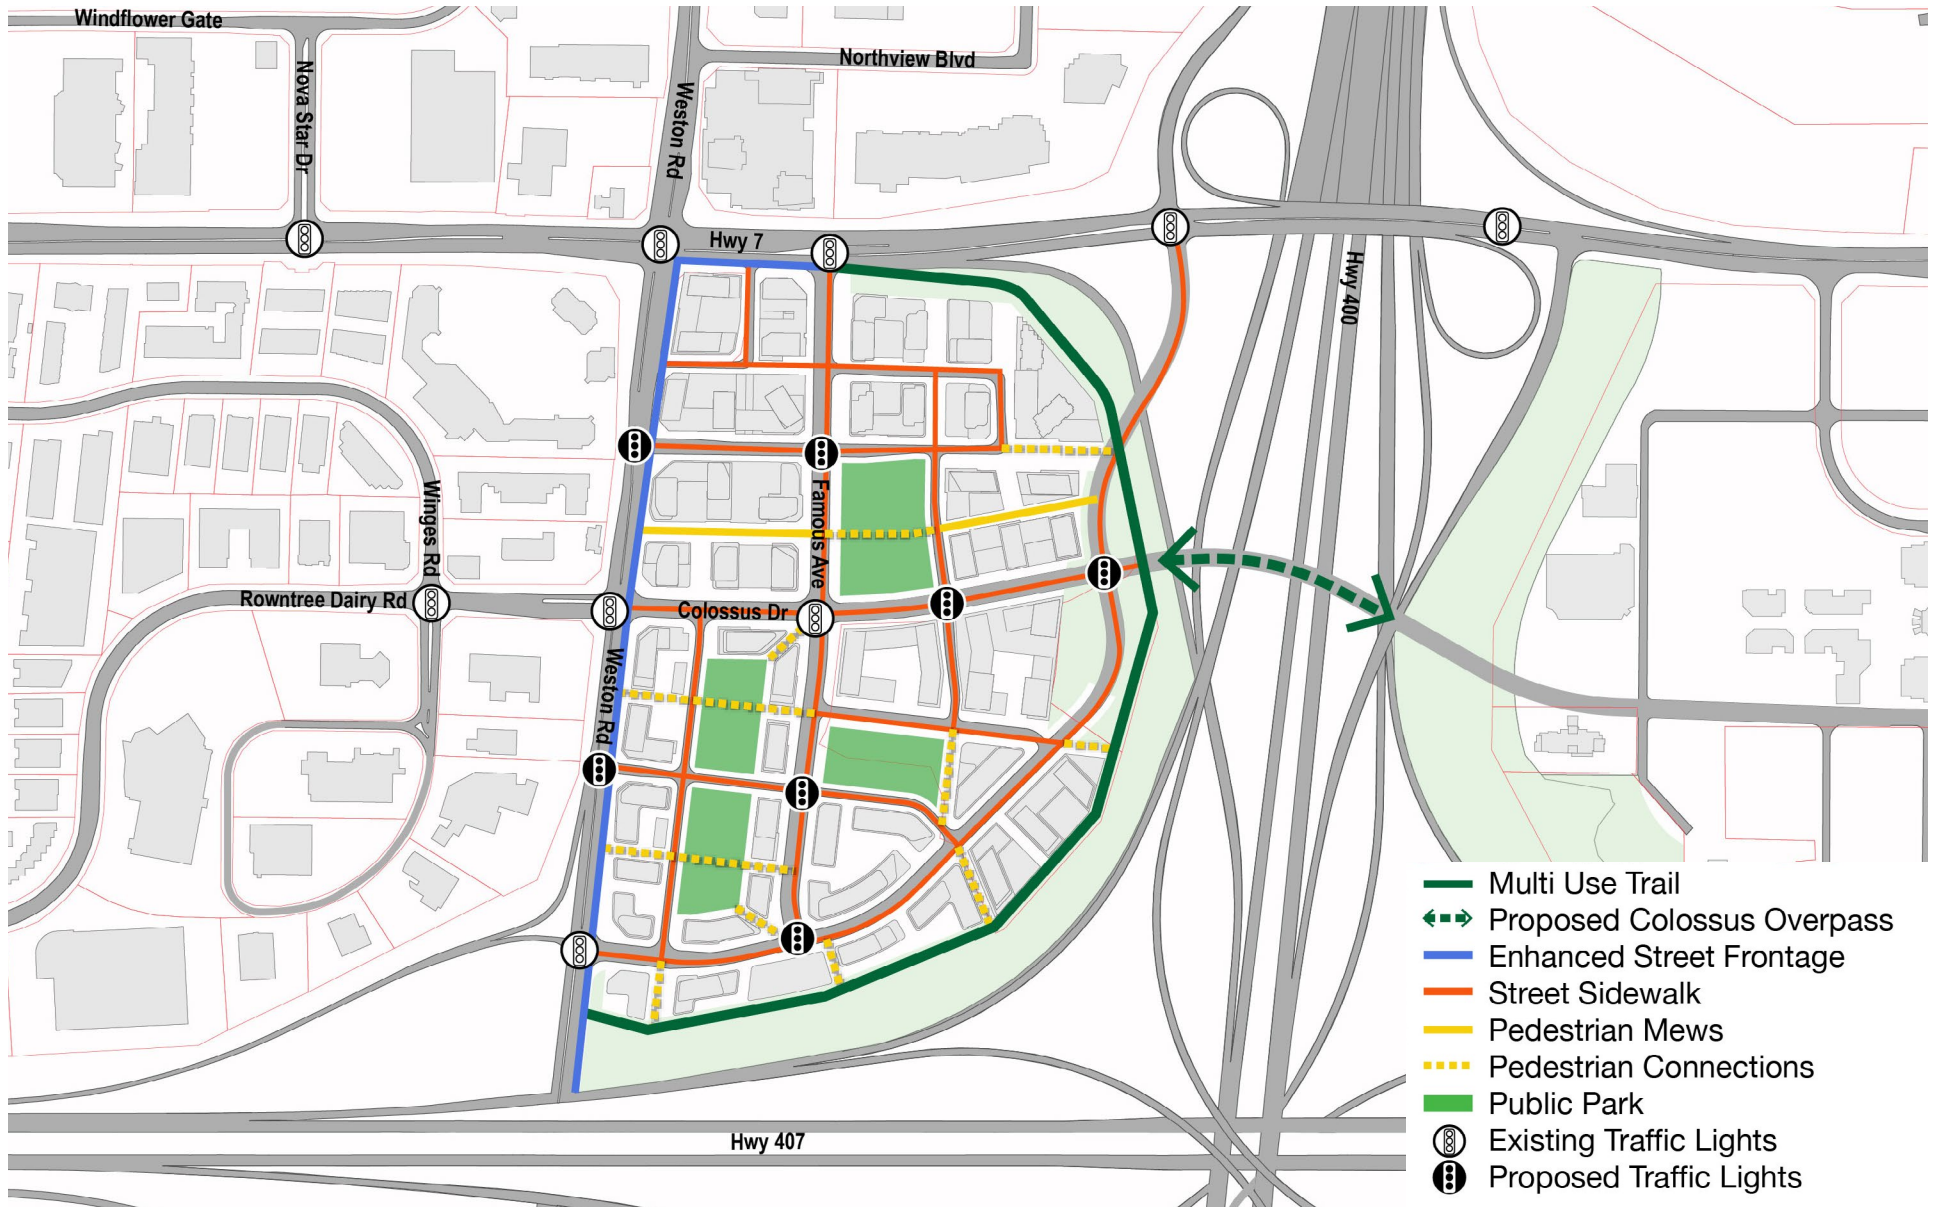 Windflower Gate
Northview Blvd
Nova Star Dr
Weston Rd
Hwy 7
Hwy 400
Winges Rd
Famous Ave
Rowntree Dairy Rd
Colossus Dr
Weston Rd
Hwy 407
Multi Use Trail
Proposed Colossus Overpass
Enhanced Street Frontage
Street Sidewalk
Pedestrian Mews
Pedestrian Connections
Public Park
Existing Traffic Lights
Proposed Traffic Lights